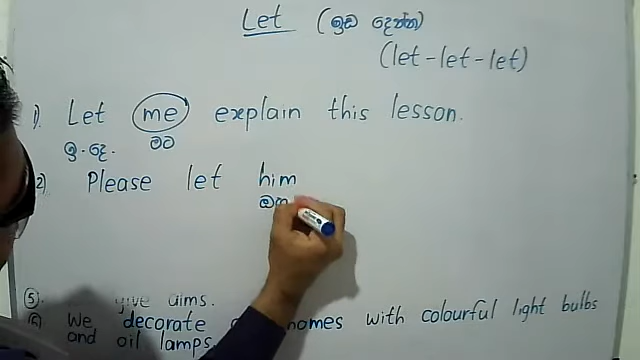 Let (ඉඩ දෙන්න)
(let-let-let)
1) Let me explain this lesson.
ඉ.දෙ. මට
2) Please let him
⑤ give alms.
⑥ We decorate homes with colourful light bulbs
and oil lamps.